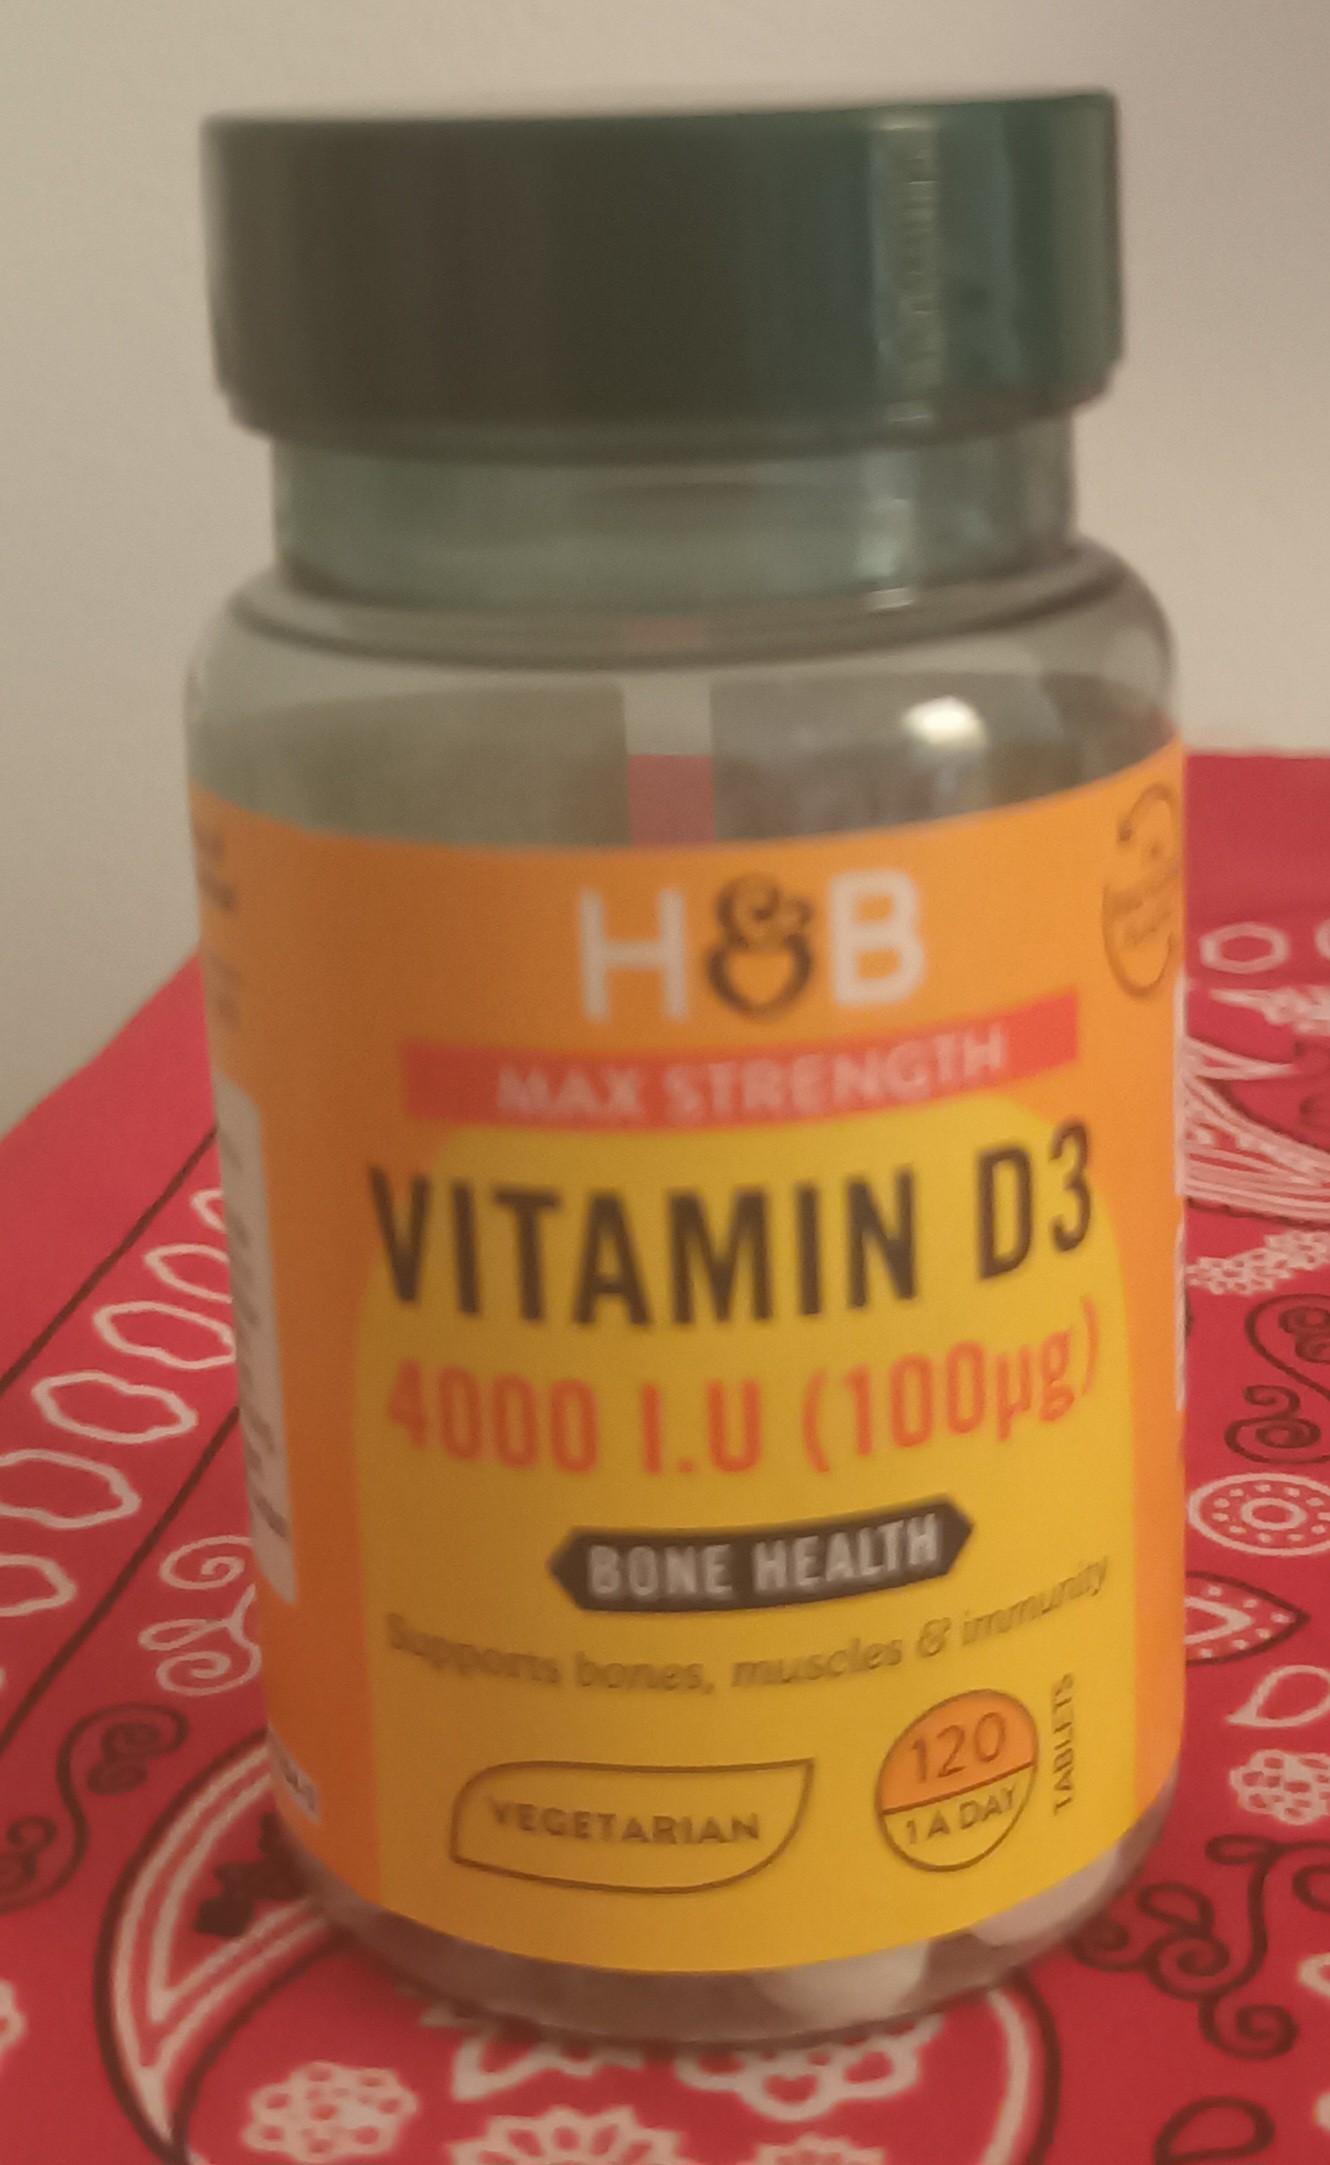 H&B
MAX STRENGTH
VITAMIN D3
4000 I.U (100µg)
BONE HEALTH
Supports bones, muscles & immunity
VEGETARIAN
120
1 A DAY
TABLETS